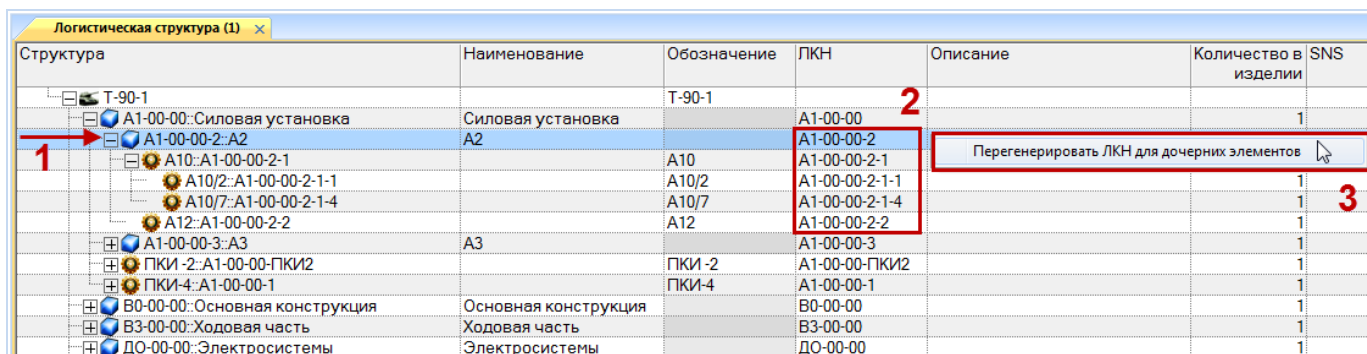 Логистическая структура (1) ×
Структура Наименование Обозначение ЛКН Описание Количество в изделии SNS
Т-90-1 Т-90-1
2
А1-00-00::Силовая установка Силовая установка А1-00-00 1
1
А1-00-00-2::А2 А2 А1-00-00-2
Перегенерировать ЛКН для дочерних элементов
А10::А1-00-00-2-1 А10 А1-00-00-2-1
А10/2::А1-00-00-2-1-1 А10/2 А1-00-00-2-1-1 1
3
А10/7::А1-00-00-2-1-4 А10/7 А1-00-00-2-1-4 1
А12::А1-00-00-2-2 А12 А1-00-00-2-2 1
А1-00-00-3::А3 А3 А1-00-00-3 1
ПКИ -2::А1-00-00-ПКИ2 ПКИ -2 А1-00-00-ПКИ2 1
ПКИ-4::А1-00-00-1 ПКИ-4 А1-00-00-1 1
В0-00-00::Основная конструкция Основная конструкция В0-00-00 1
В3-00-00::Ходовая часть Ходовая часть В3-00-00 1
ДО-00-00::Электросистемы Электросистемы ДО-00-00 1